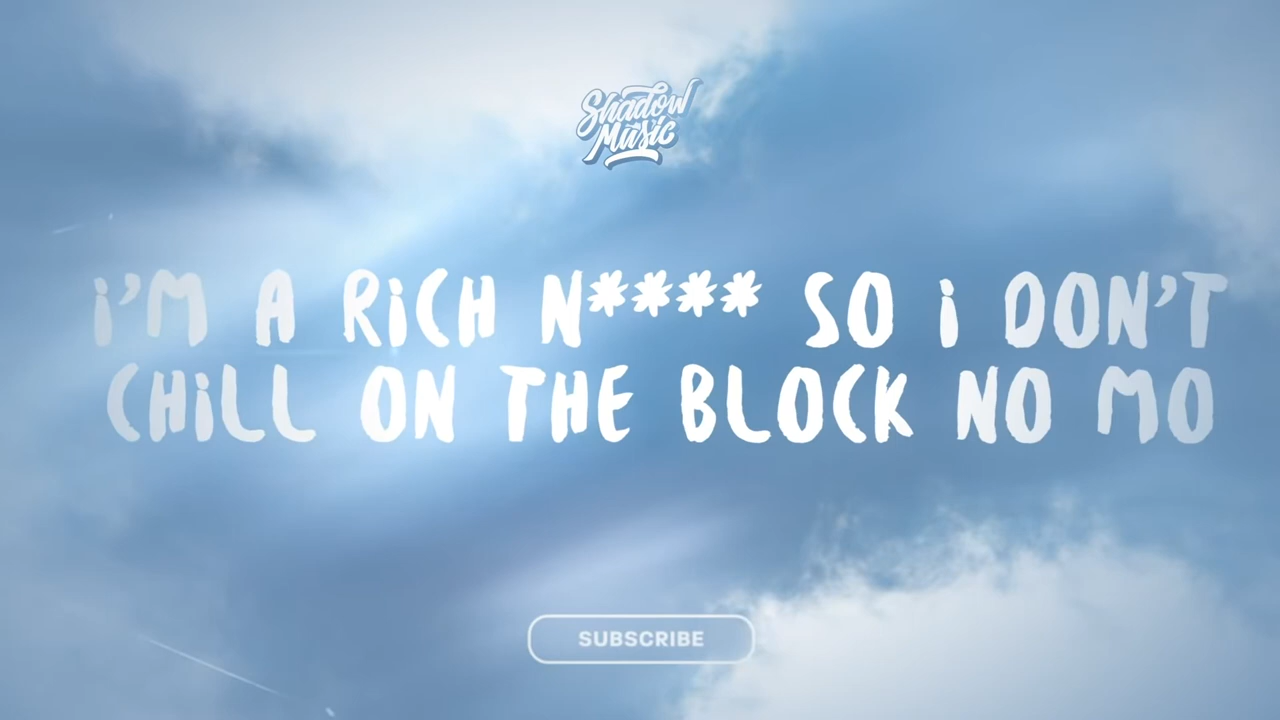 Shadow
Music
i'M A RiCH N**** SO i DON'T
CHiLL ON THE BLOCK NO MO
SUBSCRIBE